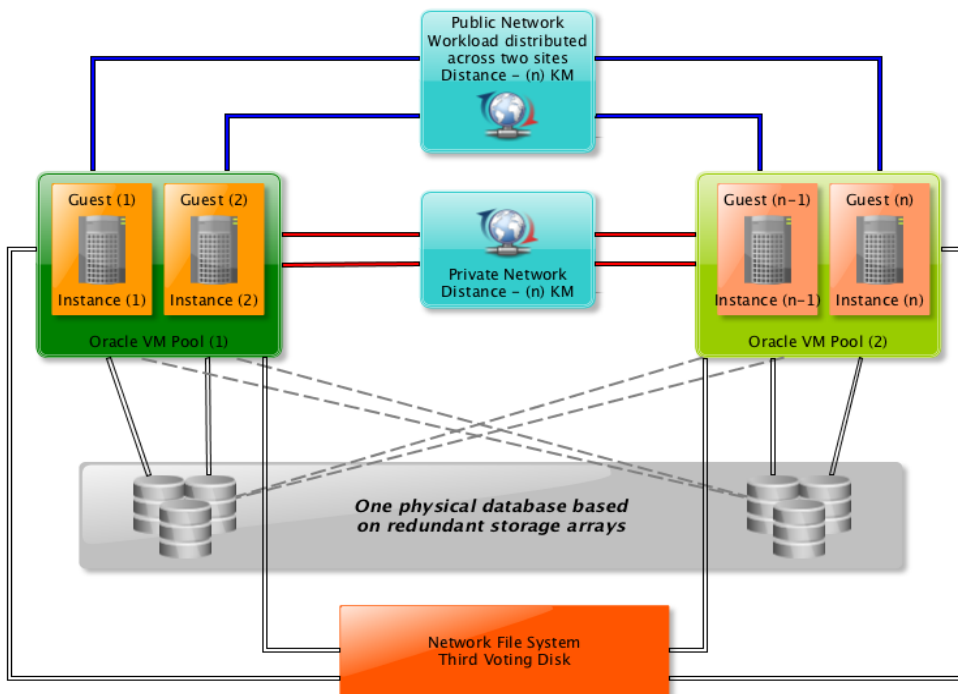 Public Network
Workload distributed
across two sites
Distance - (n) KM
Guest (1)
Guest (2)
Instance (1)
Instance (2)
Oracle VM Pool (1)
Private Network
Distance - (n) KM
Guest (n-1)
Guest (n)
Instance (n-1)
Instance (n)
Oracle VM Pool (2)
One physical database based
on redundant storage arrays
Network File System
Third Voting Disk